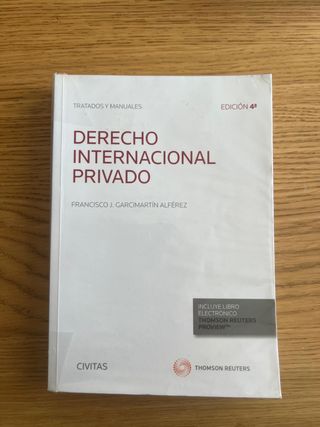 TRATADOS Y MANUALES
EDICIÓN 4ª
DERECHO
INTERNACIONAL
PRIVADO
FRANCISCO J. GARCIMARTÍN ALFÉREZ
INCLUYE LIBRO
ELECTRÓNICO
THOMSON REUTERS
PROVIEW™
CIVITAS
THOMSON REUTERS